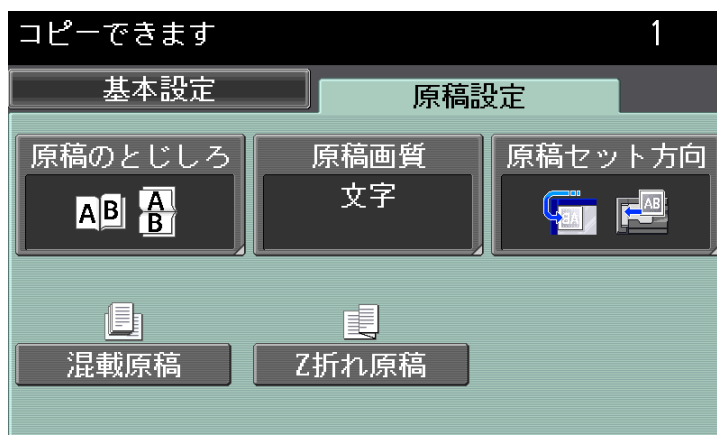 コピーできます 1
基本設定 原稿設定
原稿のとじしろ 原稿画質 原稿セット方向
文字
AB A
B
AB
AB
混載原稿 Z折れ原稿